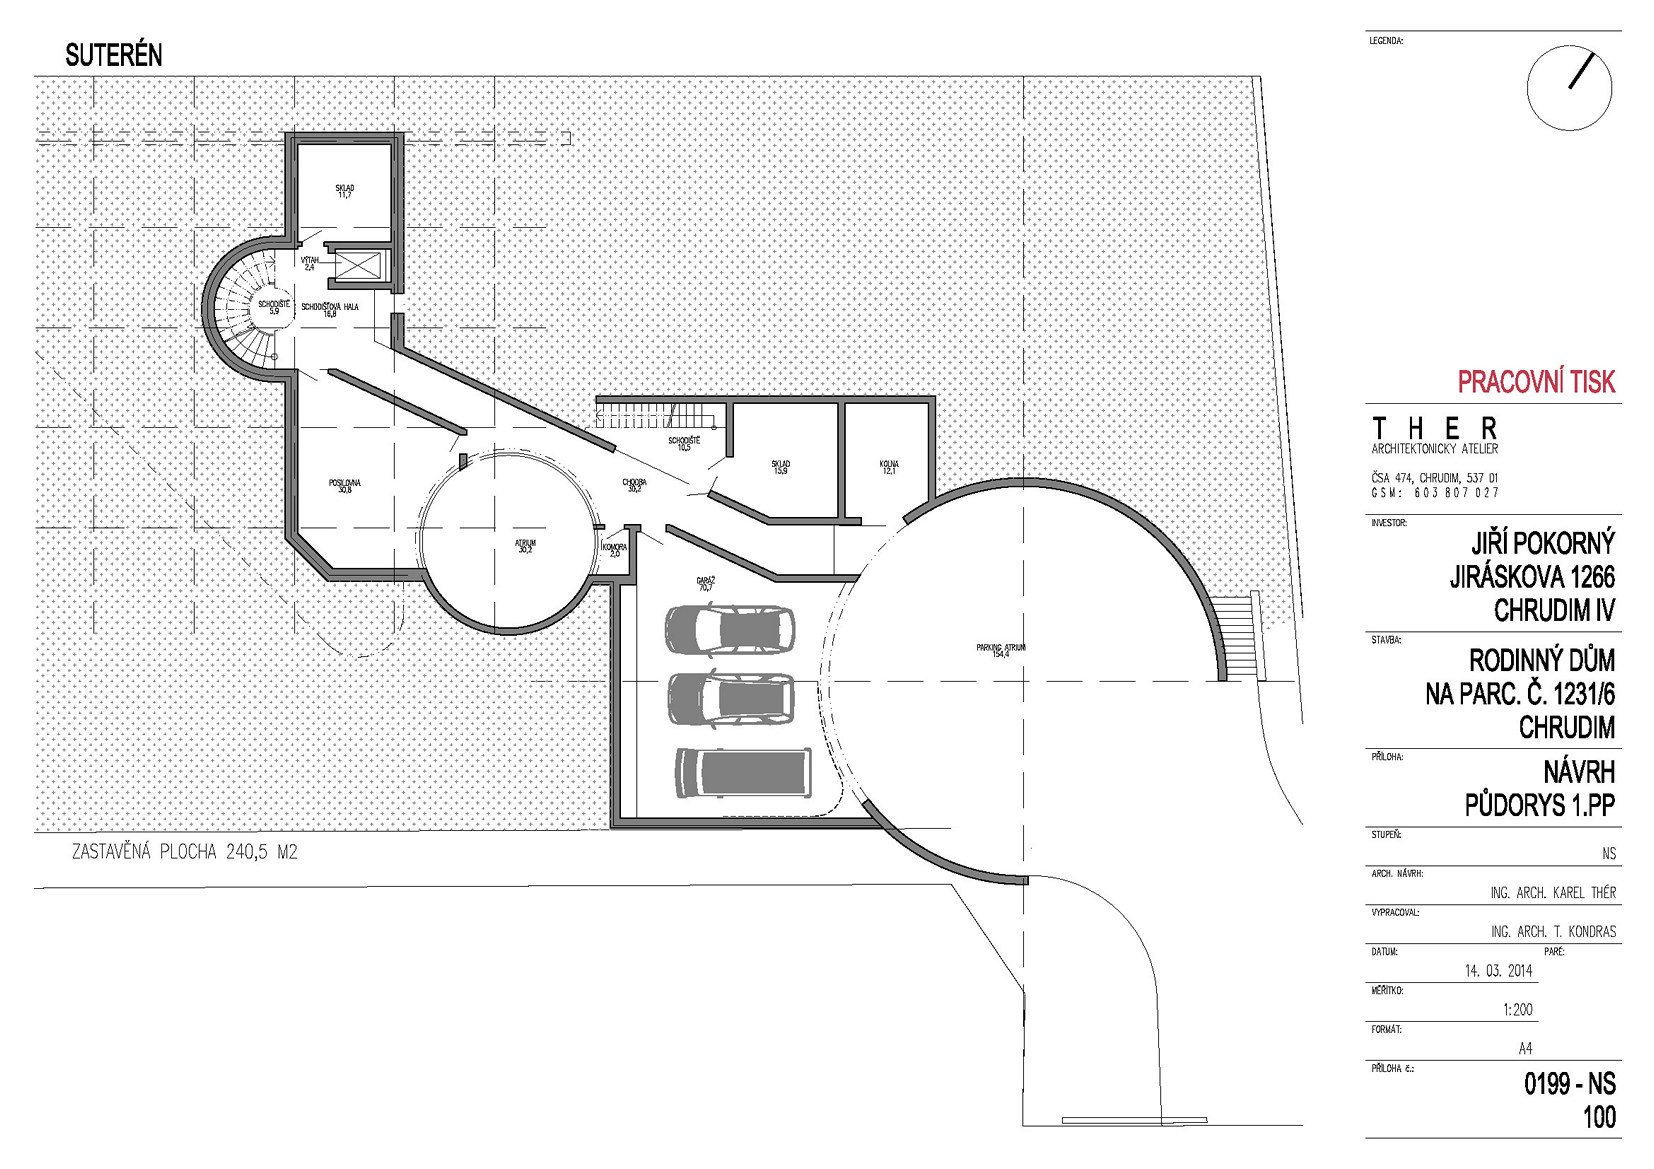 SUTERÉN
SKLAD
11,7
VÝTAH
2,4
SCHODIŠTĚ
5,9
SCHODIŠŤOVÁ HALA
16,8
POSILOVNA
30,8
ATRIUM
30,2
CHODBA
30,2
SCHODIŠTĚ
10,5
SKLAD
15,9
KOLNA
12,1
KOMORA
2,0
GARÁŽ
70,7
PARKING ATRIUM
154,4
ZASTAVĚNÁ PLOCHA 240,5 M2
LEGENDA:
PRACOVNÍ TISK
THER
ARCHITEKTONICKÝ ATELIER
ČSA 474, CHRUDIM, 537 01
GSM: 603 807 027
INVESTOR:
JIŘÍ POKORNÝ
JIRÁSKOVA 1266
CHRUDIM IV
STAVBA:
RODINNÝ DŮM
NA PARC. Č. 1231/6
CHRUDIM
PŘÍLOHA:
NÁVRH
PŮDORYS 1.PP
STUPEŇ:
NS
ARCH. NÁVRH:
ING. ARCH. KAREL THÉR
VYPRACOVAL:
ING. ARCH. T. KONDRAS
DATUM:
PARÉ:
14. 03. 2014
MĚŘÍTKO:
1:200
FORMÁT:
A4
PŘÍLOHA č.:
0199 - NS
100